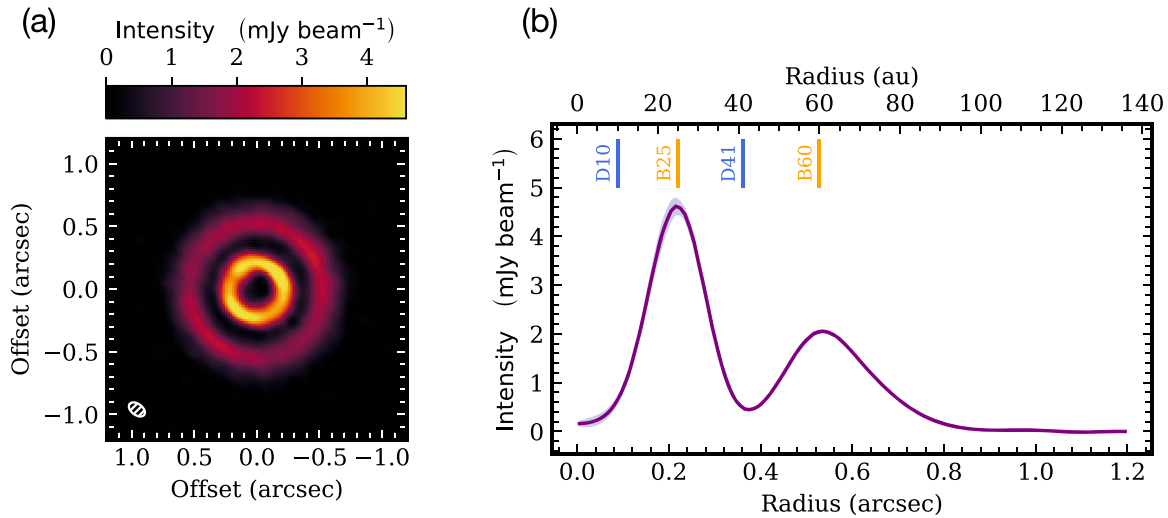 (a)
Intensity (mJy beam⁻¹)
0 1 2 3 4
Offset (arcsec)
1.0
0.5
0.0
−0.5
−1.0
1.0 0.5 0.0 −0.5 −1.0
Offset (arcsec)
(b)
Radius (au)
0 20 40 60 80 100 120 140
Intensity (mJy beam⁻¹)
6
5
4
3
2
1
0
D10
B25
D41
B60
0.0 0.2 0.4 0.6 0.8 1.0 1.2
Radius (arcsec)